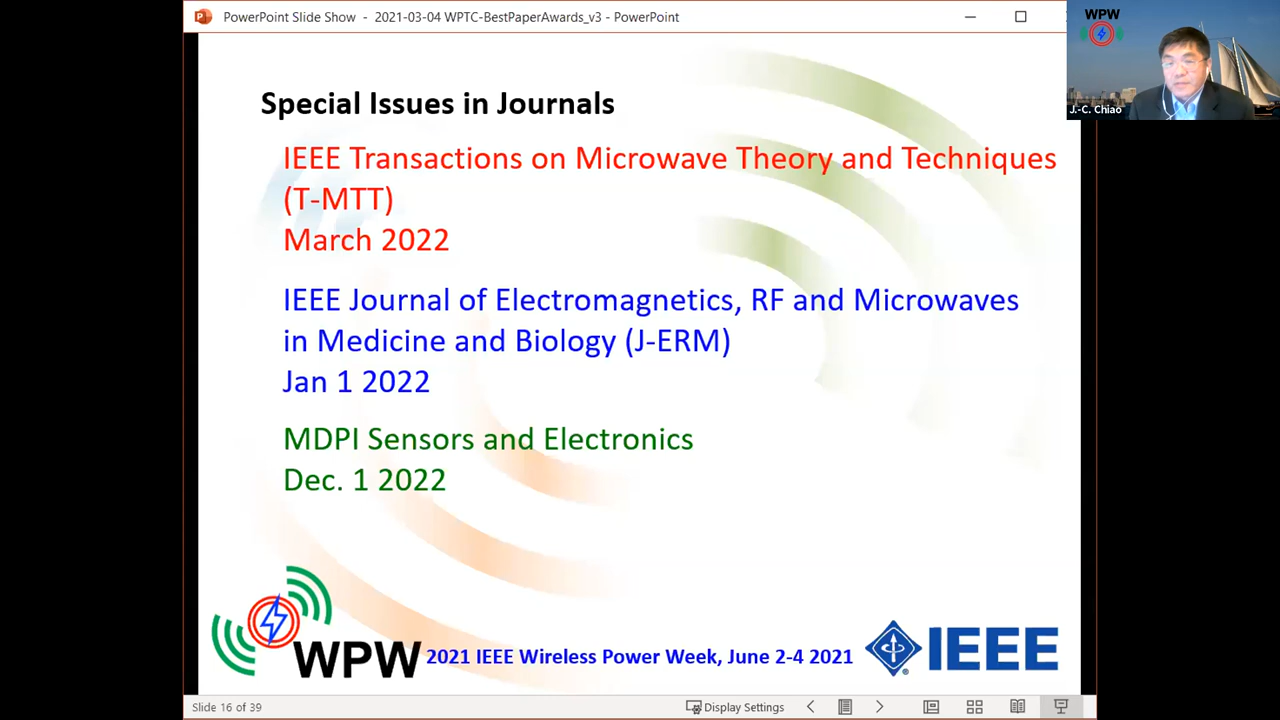 PowerPoint Slide Show - 2021-03-04 WPTC-BestPaperAwards_v3 - PowerPoint
WPW
J.-C. Chiao
Special Issues in Journals
IEEE Transactions on Microwave Theory and Techniques
(T-MTT)
March 2022
IEEE Journal of Electromagnetics, RF and Microwaves
in Medicine and Biology (J-ERM)
Jan 1 2022
MDPI Sensors and Electronics
Dec. 1 2022
WPW
2021 IEEE Wireless Power Week, June 2-4 2021
IEEE
Slide 16 of 39
Display Settings